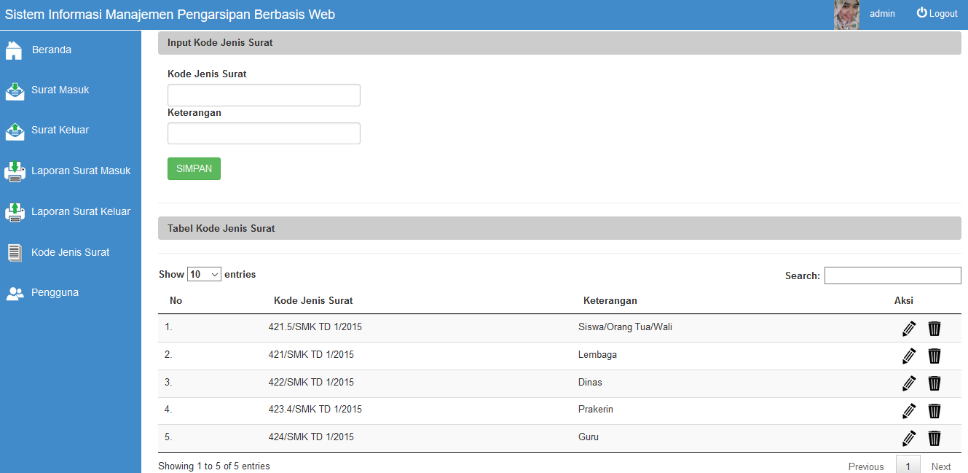 Sistem Informasi Manajemen Pengarsipan Berbasis Web
admin
Logout
Beranda
Surat Masuk
Surat Keluar
Laporan Surat Masuk
Laporan Surat Keluar
Kode Jenis Surat
Pengguna
Input Kode Jenis Surat
Kode Jenis Surat
Keterangan
SIMPAN
Tabel Kode Jenis Surat
Show 10 entries
Search:
No Kode Jenis Surat Keterangan Aksi
1. 421.5/SMK TD 1/2015 Siswa/Orang Tua/Wali
2. 421/SMK TD 1/2015 Lembaga
3. 422/SMK TD 1/2015 Dinas
4. 423.4/SMK TD 1/2015 Prakerin
5. 424/SMK TD 1/2015 Guru
Showing 1 to 5 of 5 entries
Previous 1 Next